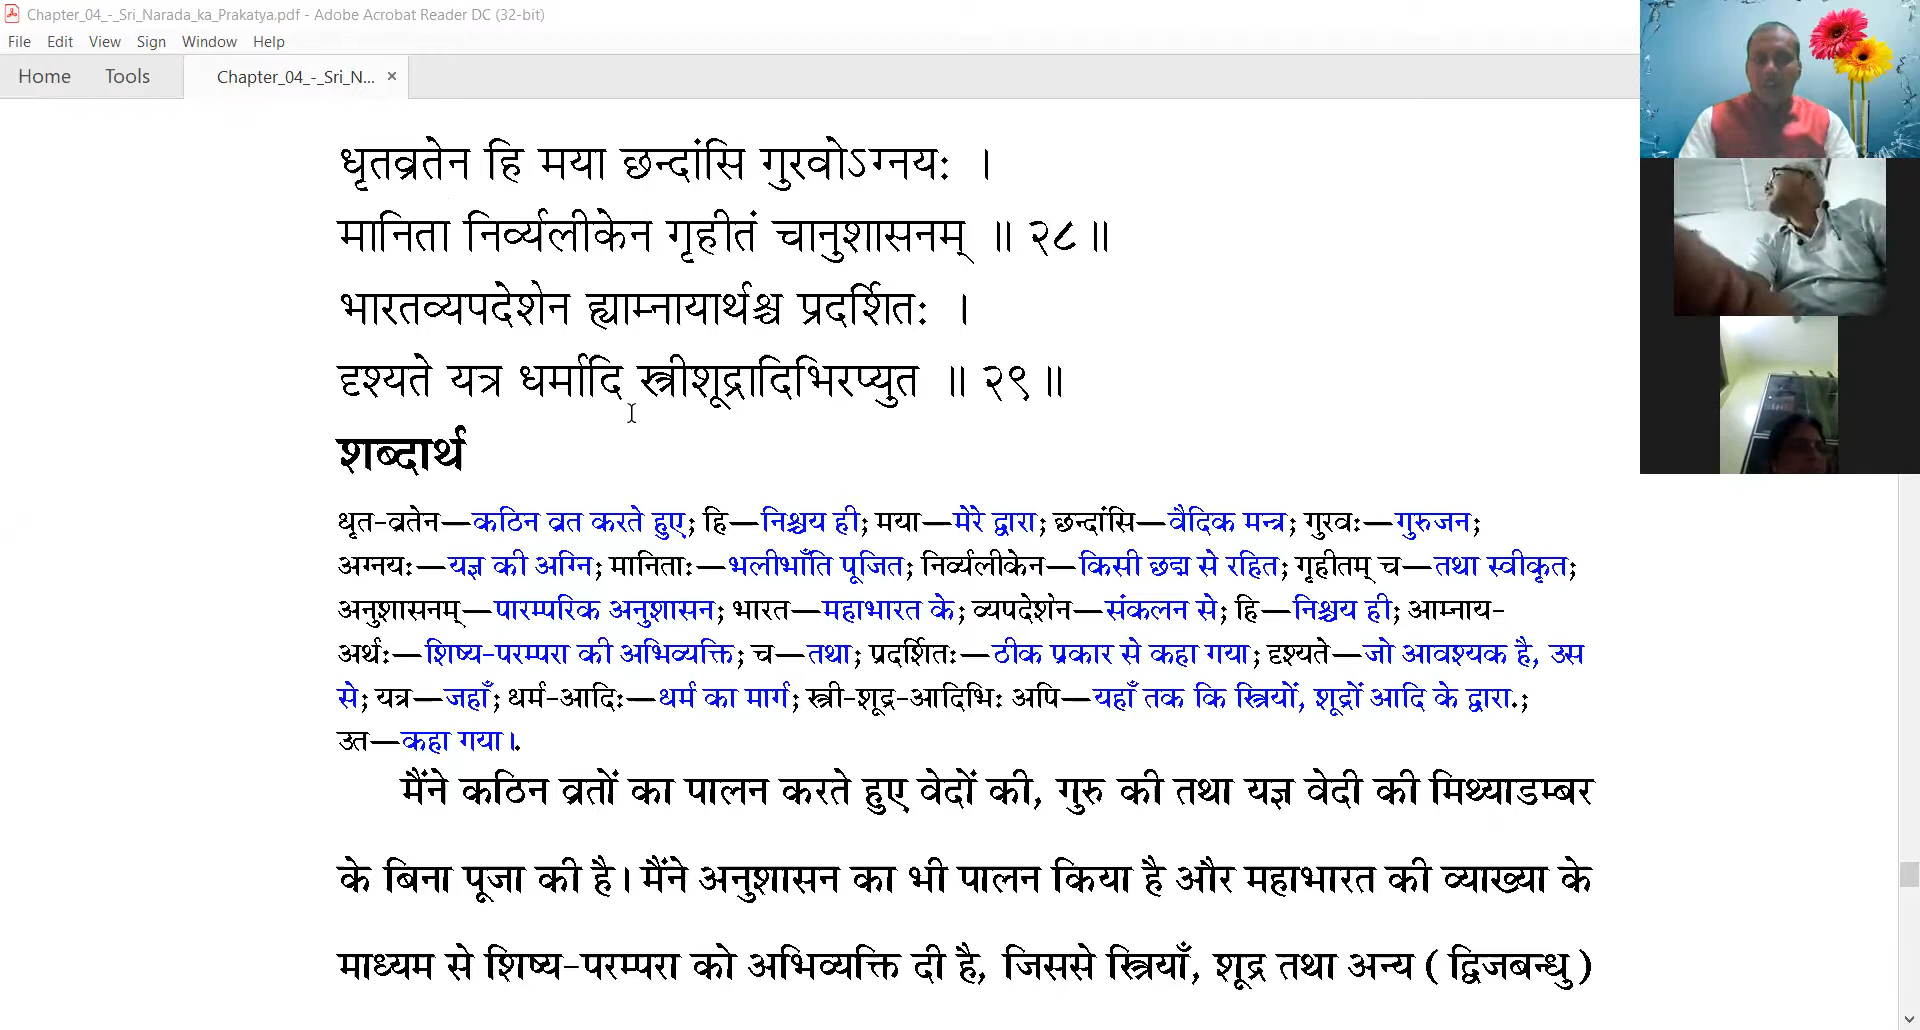 Chapter_04_-_Sri_Narada_ka_Prakatya.pdf - Adobe Acrobat Reader DC (32-bit)
File Edit View Sign Window Help
Home Tools Chapter_04_-_Sri_N... ×
धृतव्रतेन हि मया छन्दांसि गुरवोऽग्नयः ।
मानिता निर्व्यलीकेन गृहीतं चानुशासनम् ॥ २८॥
भारतव्यपदेशेन ह्याम्नायार्थश्च प्रदर्शितः ।
दृश्यते यत्र धर्मादि स्त्रीशूद्रादिभिरप्युत ॥ २९॥
शब्दार्थ
धृत-व्रतेन—कठिन व्रत करते हुए; हि—निश्चय ही; मया—मेरे द्वारा; छन्दांसि—वैदिक मन्त्र; गुरवः—गुरुजन;
अग्नयः—यज्ञ की अग्नि; मानिताः—भलीभाँति पूजित; निर्व्यलीकेन—किसी छद्म से रहित; गृहीतम् च—तथा स्वीकृत;
अनुशासनम्—पारम्परिक अनुशासन; भारत—महाभारत के; व्यपदेशेन—संकलन से; हि—निश्चय ही; आम्नाय-
अर्थः—शिष्य-परम्परा की अभिव्यक्ति; च—तथा; प्रदर्शितः—ठीक प्रकार से कहा गया; दृश्यते—जो आवश्यक है, उस
से; यत्र—जहाँ; धर्म-आदिः—धर्म का मार्ग; स्त्री-शूद्र-आदिभिः अपि—यहाँ तक कि स्त्रियों, शूद्रों आदि के द्वारा.;
उत—कहा गया।.
मैंने कठिन व्रतों का पालन करते हुए वेदों की, गुरु की तथा यज्ञ वेदी की मिथ्याडम्बर
के बिना पूजा की है। मैंने अनुशासन का भी पालन किया है और महाभारत की व्याख्या के
माध्यम से शिष्य-परम्परा को अभिव्यक्ति दी है, जिससे स्त्रियाँ, शूद्र तथा अन्य ( द्विजबन्धु )